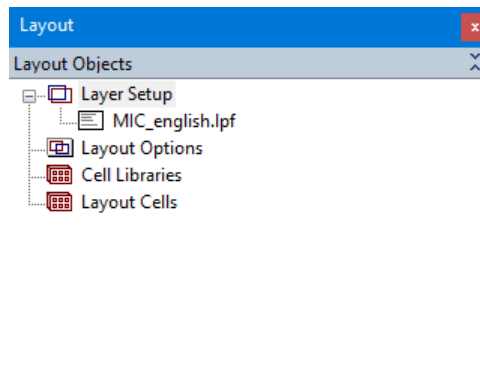 Layout
x
Layout Objects
Layer Setup
MIC_english.lpf
Layout Options
Cell Libraries
Layout Cells